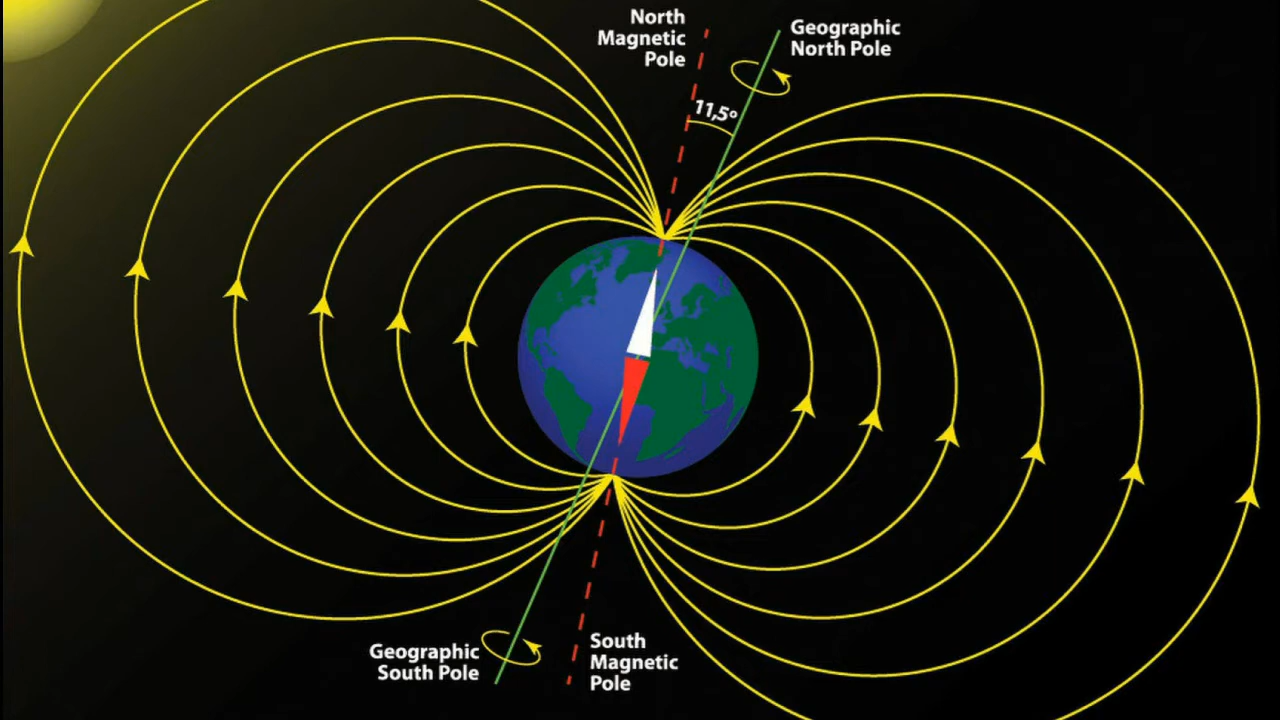 North
Magnetic
Pole
Geographic
North Pole
11,5°
Geographic
South Pole
South
Magnetic
Pole